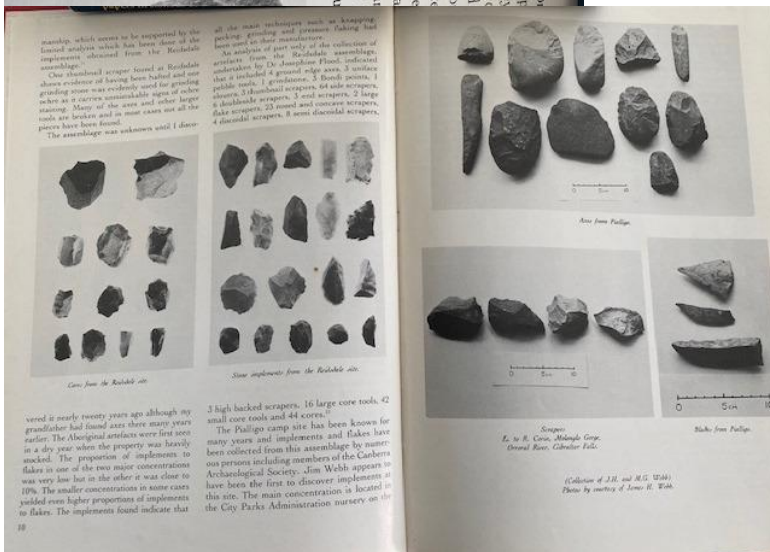 manship, which seems to be supported by the
limited analysis which has been done of the
implements obtained from the Reidsdale
assemblage.
One thumbnail scraper found at Reidsdale
shows evidence of having been hafted and one
grinding stone was evidently used for grinding
ochre as it carries unmistakable signs of ochre
staining. Many of the axes and other larger
tools are broken and in most cases not all the
pieces have been found.
The assemblage was unknown until I disco-
Cores from the Reidsdale site.
vered it nearly twenty years ago although my
grandfather had found axes there many years
earlier. The Aboriginal artefacts were first seen
in a dry year when the property was heavily
stocked. The proportion of implements to
flakes in one of the two major concentrations
was very low but in the other it was close to
10%. The smaller concentrations in some cases
yielded even higher proportions of implements
to flakes. The implements found indicate that
10
all the main techniques such as knapping,
pecking, grinding and pressure flaking had
been used in their manufacture.
An analysis of part only of the collection of
artefacts from the Reidsdale assemblage,
undertaken by Dr Josephine Flood, indicated
that it included 4 ground edge axes, 3 uniface
pebble tools, 1 grindstone, 3 Bondi points, 1
elouera, 3 thumbnail scrapers, 64 side scrapers,
6 doubleside scrapers, 3 end scrapers, 2 large
flake scrapers, 23 nosed and concave scrapers,
4 discoidal scrapers, 8 semi discoidal scrapers,
Stone implements from the Reidsdale site.
3 high backed scrapers, 16 large core tools, 42
small core tools and 44 cores.
The Pialligo camp site has been known for
many years and implements and flakes have
been collected from this assemblage by numer-
ous persons including members of the Canberra
Archaeological Society. Jim Webb appears to
have been the first to discover implements at
this site. The main concentration is located in
the City Parks Administration nursery on the
0 5cm 10
Axes from Pialligo.
0 5cm 10
Scrapers
L. to R. Corin, Molonglo Gorge,
Orroral River, Gibraltar Falls.
0 5cm 10
Blades from Pialligo.
(Collection of J.H. and M.G. Webb)
Photos by courtesy of James H. Webb.